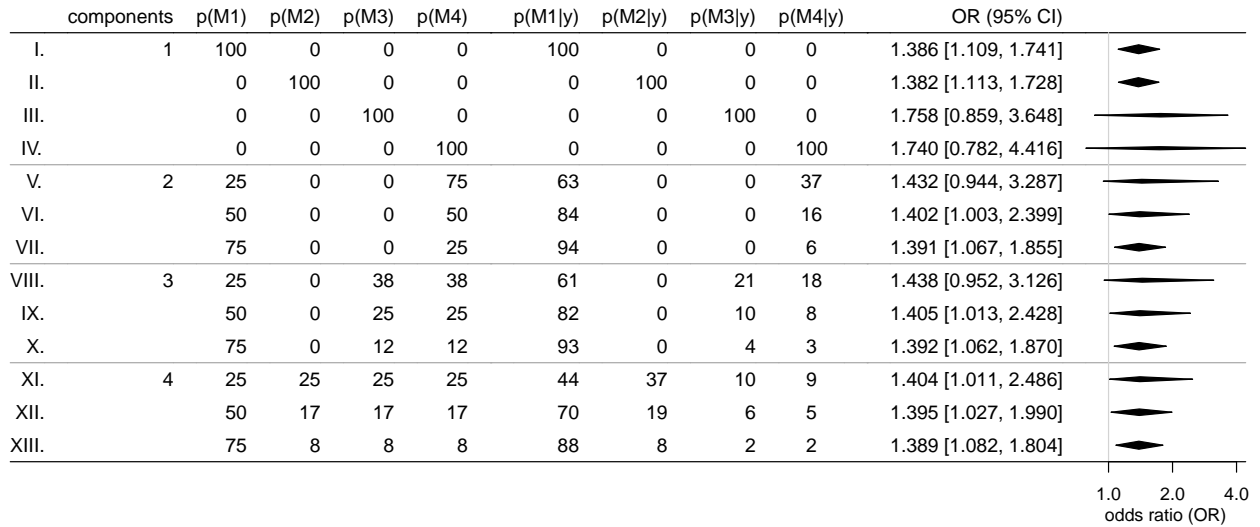 components p(M1) p(M2) p(M3) p(M4) p(M1|y) p(M2|y) p(M3|y) p(M4|y) OR (95% CI)
I. 1 100 0 0 0 100 0 0 0 1.386 [1.109, 1.741]
II. 0 100 0 0 0 100 0 0 1.382 [1.113, 1.728]
III. 0 0 100 0 0 0 100 0 1.758 [0.859, 3.648]
IV. 0 0 0 100 0 0 0 100 1.740 [0.782, 4.416]
V. 2 25 0 0 75 63 0 0 37 1.432 [0.944, 3.287]
VI. 50 0 0 50 84 0 0 16 1.402 [1.003, 2.399]
VII. 75 0 0 25 94 0 0 6 1.391 [1.067, 1.855]
VIII. 3 25 0 38 38 61 0 21 18 1.438 [0.952, 3.126]
IX. 50 0 25 25 82 0 10 8 1.405 [1.013, 2.428]
X. 75 0 12 12 93 0 4 3 1.392 [1.062, 1.870]
XI. 4 25 25 25 25 44 37 10 9 1.404 [1.011, 2.486]
XII. 50 17 17 17 70 19 6 5 1.395 [1.027, 1.990]
XIII. 75 8 8 8 88 8 2 2 1.389 [1.082, 1.804]
1.0 2.0 4.0
odds ratio (OR)